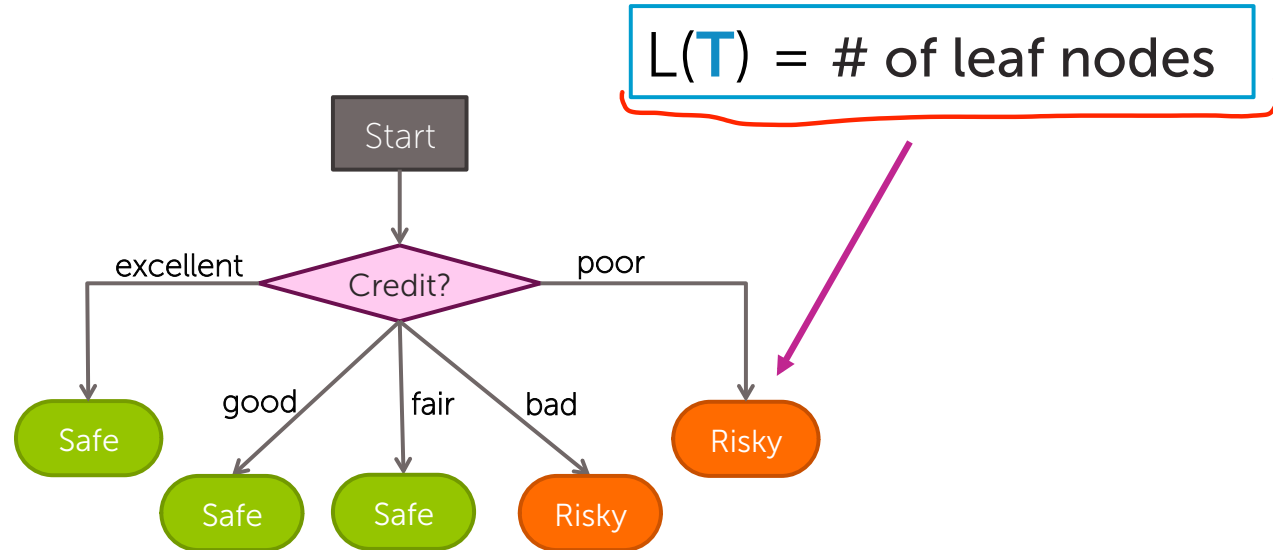 L(T) = # of leaf nodes
Start
excellent
Credit?
poor
good
fair
bad
Safe
Risky
Safe
Safe
Risky